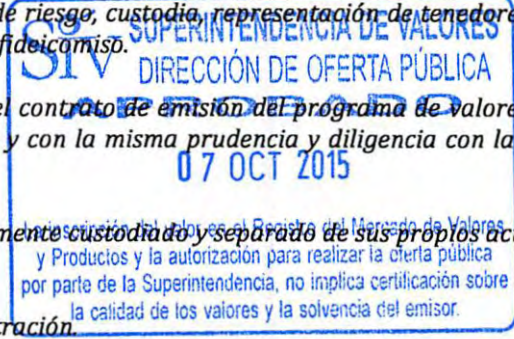 de riesgo, custodia, representación de tenedore
fideicomiso.
SIV SUPERINTENDENCIA DE VALORES
DIRECCIÓN DE OFERTA PÚBLICA
APROBADO
el contrato de emisión del programa de valore
y con la misma prudencia y diligencia con la
07 OCT 2015
mente custodiado y separado de sus propios act
La inscripción del valor en el Registro del Mercado de Valores
y Productos y la autorización para realizar la oferta pública
por parte de la Superintendencia, no implica certificación sobre
la calidad de los valores y la solvencia del emisor.
tración.